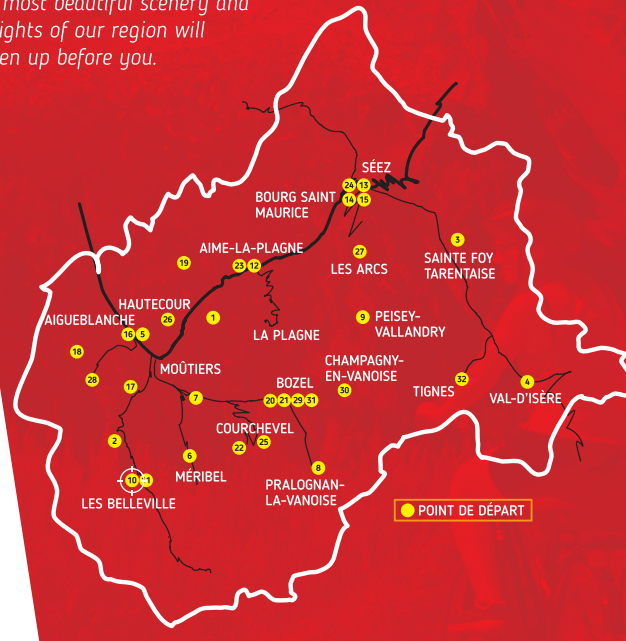 most beautiful scenery and
ights of our region will
en up before you.
SÉEZ
24 13
BOURG SAINT
MAURICE
14 15
3
SAINTE FOY
TARENTAISE
AIME-LA-PLAGNE
19
23 12
27
LES ARCS
HAUTECOUR
AIGUEBLANCHE
26
1
9
PEISEY-
VALLANDRY
16 5
LA PLAGNE
18
MOÛTIERS
CHAMPAGNY-
EN-VANOISE
28
17
7
BOZEL
30
TIGNES
32
4
VAL-D'ISÈRE
20 21 29 31
COURCHEVEL
2
22
25
6
MÉRIBEL
8
PRALOGNAN-
LA-VANOISE
10
LES BELLEVILLE
POINT DE DÉPART